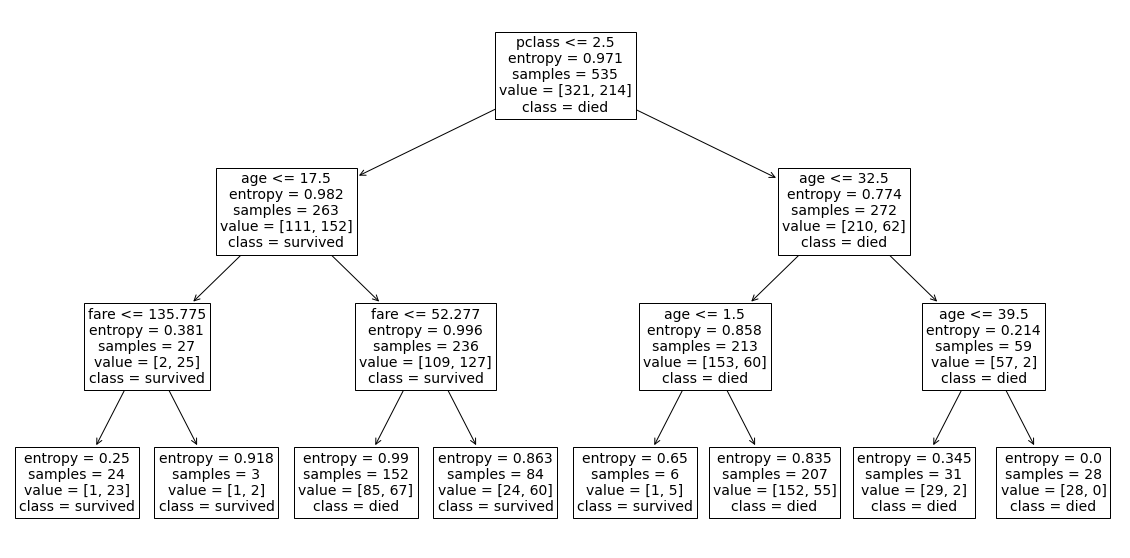 pclass <= 2.5
entropy = 0.971
samples = 535
value = [321, 214]
class = died
age <= 17.5
entropy = 0.982
samples = 263
value = [111, 152]
class = survived
age <= 32.5
entropy = 0.774
samples = 272
value = [210, 62]
class = died
fare <= 135.775
entropy = 0.381
samples = 27
value = [2, 25]
class = survived
fare <= 52.277
entropy = 0.996
samples = 236
value = [109, 127]
class = survived
age <= 1.5
entropy = 0.858
samples = 213
value = [153, 60]
class = died
age <= 39.5
entropy = 0.214
samples = 59
value = [57, 2]
class = died
entropy = 0.25
samples = 24
value = [1, 23]
class = survived
entropy = 0.918
samples = 3
value = [1, 2]
class = survived
entropy = 0.99
samples = 152
value = [85, 67]
class = died
entropy = 0.863
samples = 84
value = [24, 60]
class = survived
entropy = 0.65
samples = 6
value = [1, 5]
class = survived
entropy = 0.835
samples = 207
value = [152, 55]
class = died
entropy = 0.345
samples = 31
value = [29, 2]
class = died
entropy = 0.0
samples = 28
value = [28, 0]
class = died